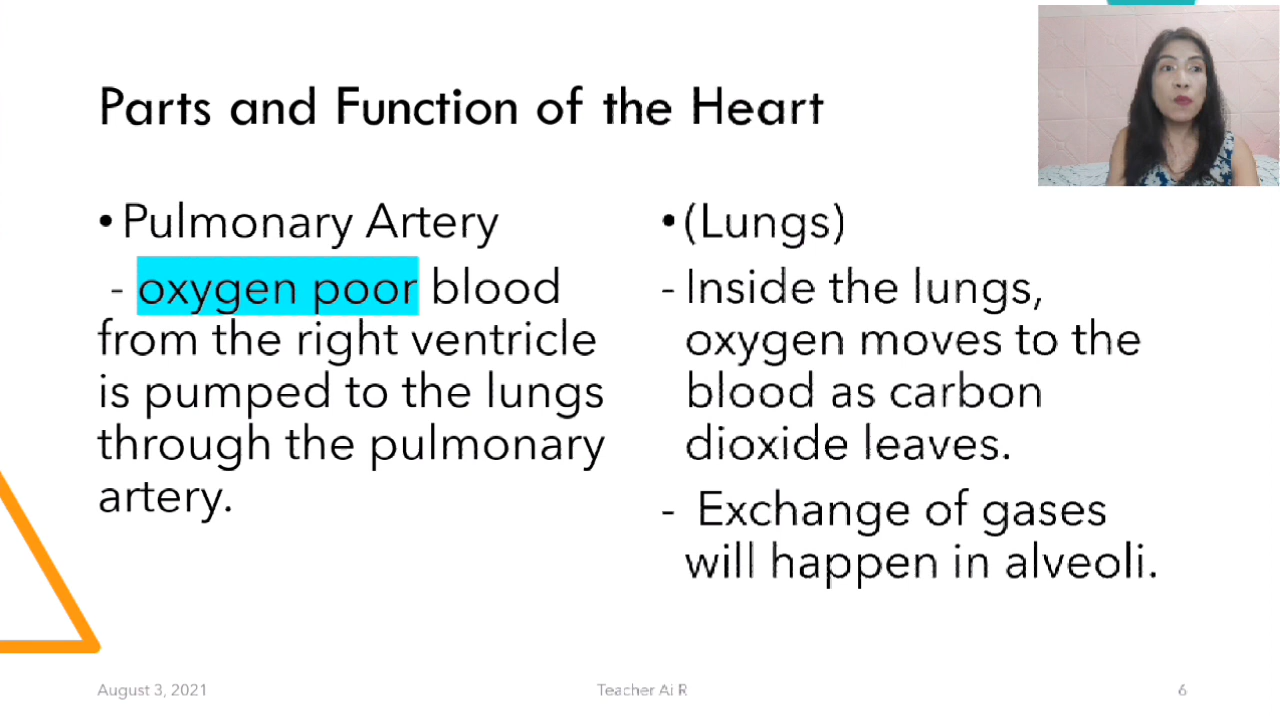 Parts and Function of the Heart
• Pulmonary Artery
- oxygen poor blood
from the right ventricle
is pumped to the lungs
through the pulmonary
artery.
• (Lungs)
- Inside the lungs,
oxygen moves to the
blood as carbon
dioxide leaves.
- Exchange of gases
will happen in alveoli.
August 3, 2021
Teacher Ai R
6